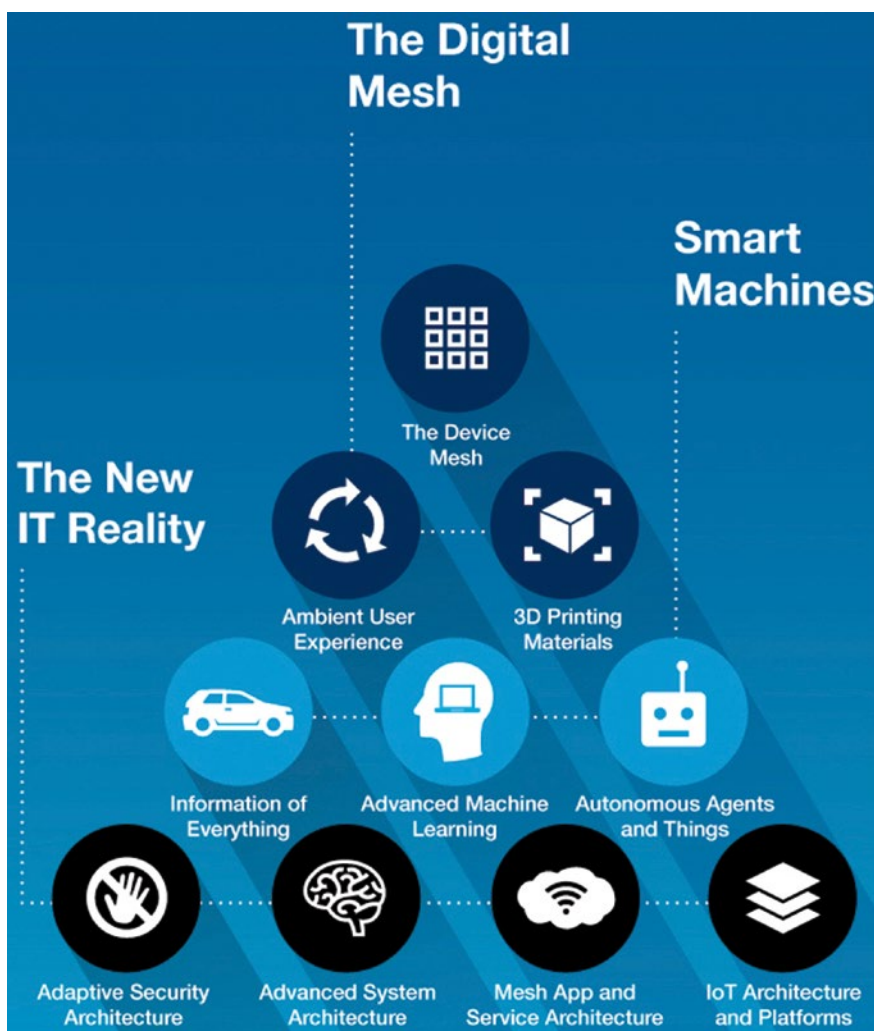 The Digital
Mesh
Smart
Machines
The Device
Mesh
The New
IT Reality
Ambient User
Experience
3D Printing
Materials
Information of
Everything
Advanced Machine
Learning
Autonomous Agents
and Things
Adaptive Security
Architecture
Advanced System
Architecture
Mesh App and
Service Architecture
IoT Architecture
and Platforms